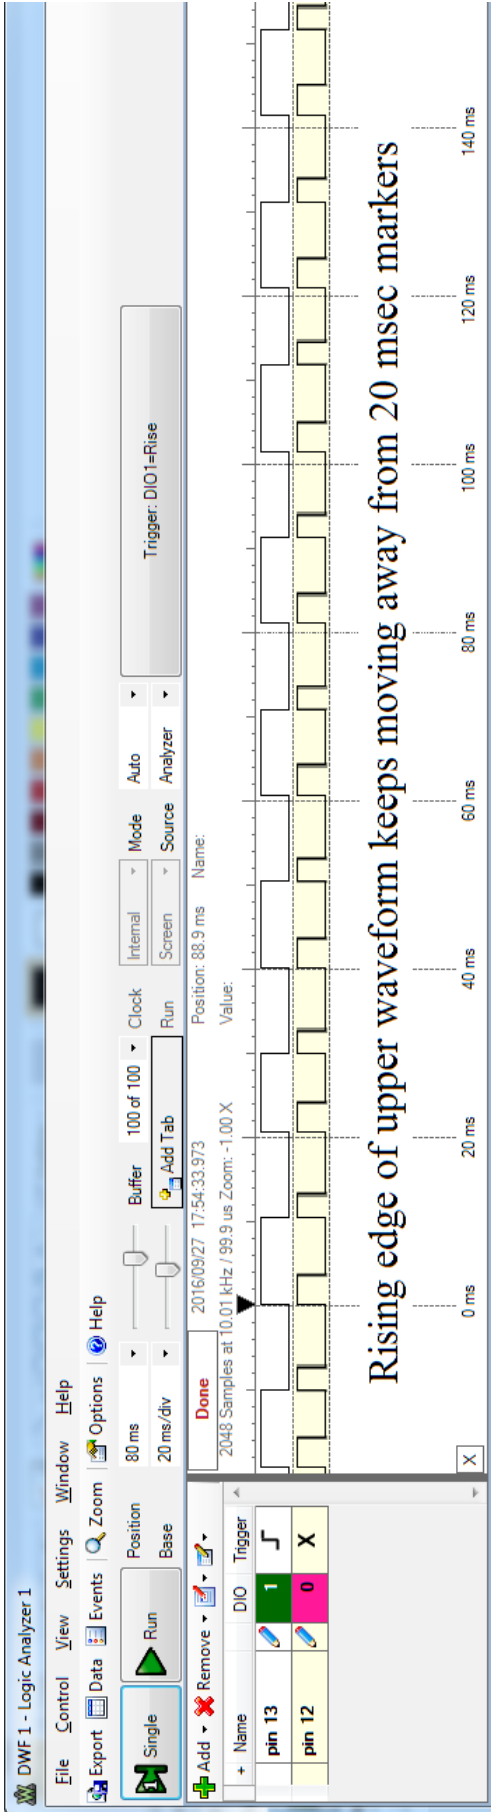 DWF 1 - Logic Analyzer 1
File Control View Settings Window Help
Export Data Events Zoom Options Help
Single Run Position 80 ms Buffer 100 of 100 Clock Internal Mode Auto Trigger: DIO1=Rise
Base 20 ms/div Add Tab Run Screen Source Analyzer
Add Remove Done 2016/09/27 17:54:33.973 Position: 88.9 ms Name:
2048 Samples at 10.01 kHz / 99.9 us Zoom: -1.00 X Value:
+ Name DIO Trigger
pin 13 1
pin 12 0 X
Rising edge of upper waveform keeps moving away from 20 msec markers
X 0 ms 20 ms 40 ms 60 ms 80 ms 100 ms 120 ms 140 ms